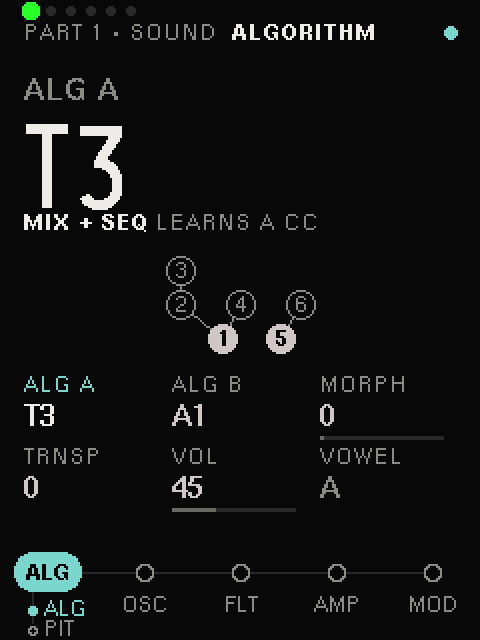 PART 1 · SOUND ALGORITHM
ALG A
T3
MIX + SEQ LEARNS A CC
3
2 4 6
1 5
ALG A ALG B MORPH
T3 A1 0
TRNSP VOL VOWEL
0 45 A
ALG
ALG OSC FLT AMP MOD
PIT